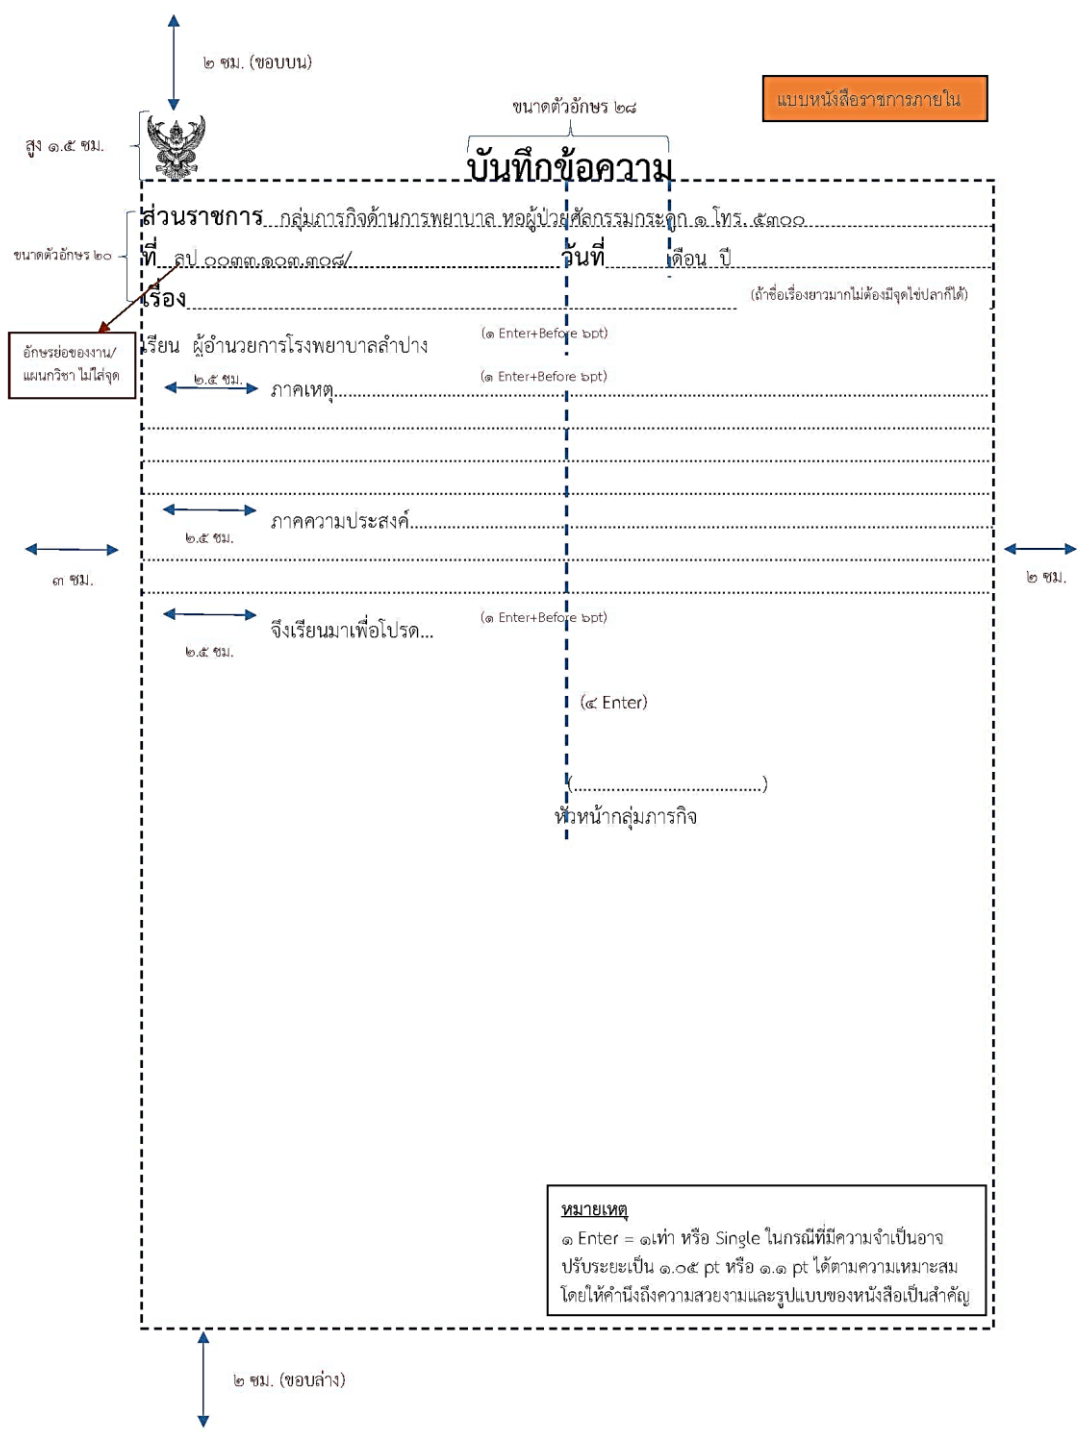 ๒ ซม. (ขอบบน)
แบบหนังสือราชการภายใน
ขนาดตัวอักษร ๒๘
สูง ๑.๕ ซม.
บันทึกข้อความ
ส่วนราชการ กลุ่มภารกิจด้านการพยาบาล หอผู้ป่วยศัลกรรมกระดูก ๑ โทร. ๕๓๐๐
ขนาดตัวอักษร ๒๐
ที่ ลป ๐๐๓๓.๑๐๓.๓๐๘/ วันที่ เดือน ปี
เรื่อง (ถ้าชื่อเรื่องยาวมากไม่ต้องมีจุดไข่ปลาก็ได้)
อักษรย่อของงาน/
แผนกวิชา ไม่ใส่จุด
เรียน ผู้อำนวยการโรงพยาบาลลำปาง (๑ Enter+Before ๖pt)
๒.๕ ซม. (๑ Enter+Before ๖pt)
ภาคเหตุ
ภาคความประสงค์
๒.๕ ซม.
๓ ซม. ๒ ซม.
จึงเรียนมาเพื่อโปรด... (๑ Enter+Before ๖pt)
๒.๕ ซม.
(๔ Enter)
(....................................)
หัวหน้ากลุ่มภารกิจ
หมายเหตุ
๑ Enter = ๑เท่า หรือ Single ในกรณีที่มีความจำเป็นอาจ
ปรับระยะเป็น ๑.๐๕ pt หรือ ๑.๑ pt ได้ตามความเหมาะสม
โดยให้คำนึงถึงความสวยงามและรูปแบบของหนังสือเป็นสำคัญ
๒ ซม. (ขอบล่าง)